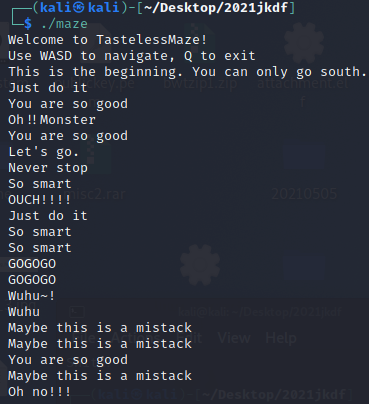 (kali㉿kali)-[~/Desktop/2021jkdf]
$ ./maze
Welcome to TastelessMaze!
Use WASD to navigate, Q to exit
This is the beginning. You can only go south.
Just do it
You are so good
Oh!!Monster
You are so good
Let's go.
Never stop
So smart
OUCH!!!!
Just do it
So smart
So smart
GOGOGO
GOGOGO
Wuhu~!
Wuhu
Maybe this is a mistack
Maybe this is a mistack
You are so good
Maybe this is a mistack
Oh no!!!
20210505